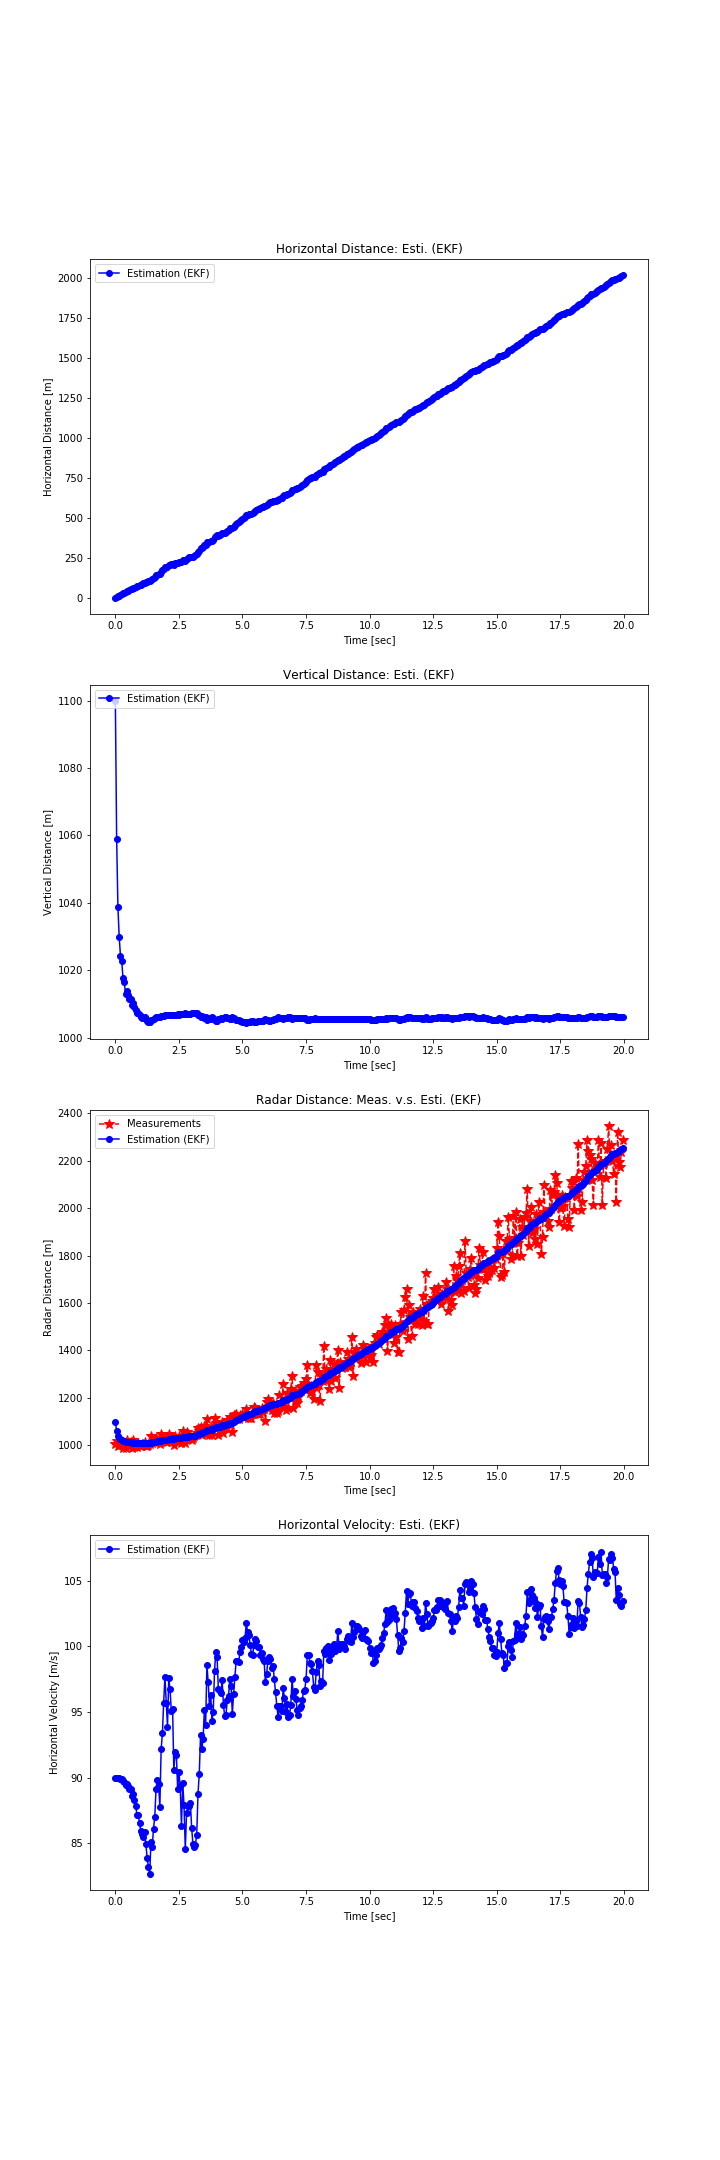 Horizontal Distance: Esti. (EKF)
Estimation (EKF)
Horizontal Distance [m]
2000
1750
1500
1250
1000
750
500
250
0
0.0 2.5 5.0 7.5 10.0 12.5 15.0 17.5 20.0
Time [sec]
Vertical Distance: Esti. (EKF)
Estimation (EKF)
Vertical Distance [m]
1100
1080
1060
1040
1020
1000
0.0 2.5 5.0 7.5 10.0 12.5 15.0 17.5 20.0
Time [sec]
Radar Distance: Meas. v.s. Esti. (EKF)
Measurements
Estimation (EKF)
Radar Distance [m]
2400
2200
2000
1800
1600
1400
1200
1000
0.0 2.5 5.0 7.5 10.0 12.5 15.0 17.5 20.0
Time [sec]
Horizontal Velocity: Esti. (EKF)
Estimation (EKF)
Horizontal Velocity [m/s]
105
100
95
90
85
0.0 2.5 5.0 7.5 10.0 12.5 15.0 17.5 20.0
Time [sec]